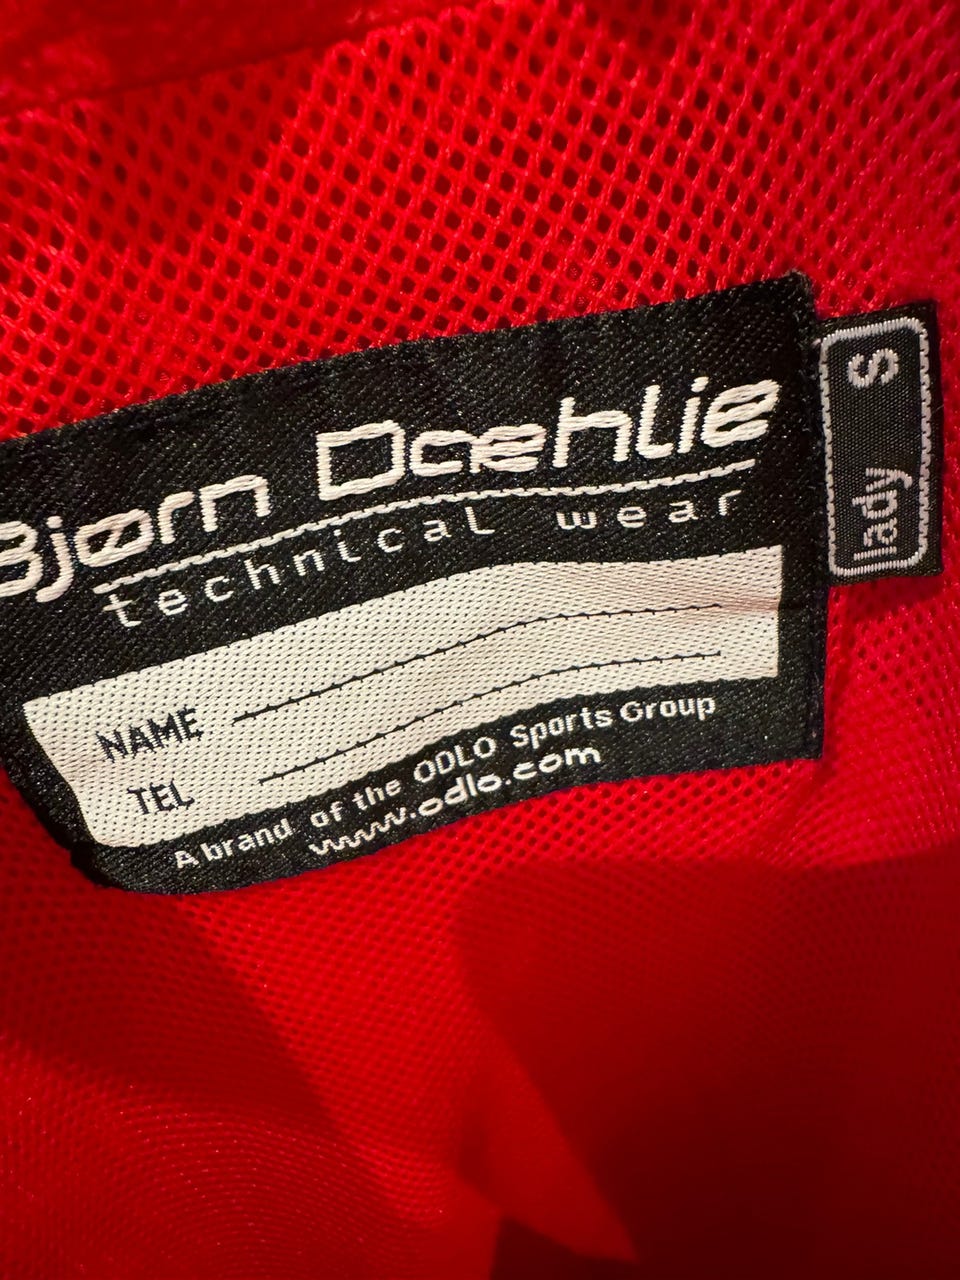 Bjørn Dæhlie
technical wear
NAME
TEL
A brand of the ODLO Sports Group
www.odlo.com
lady S